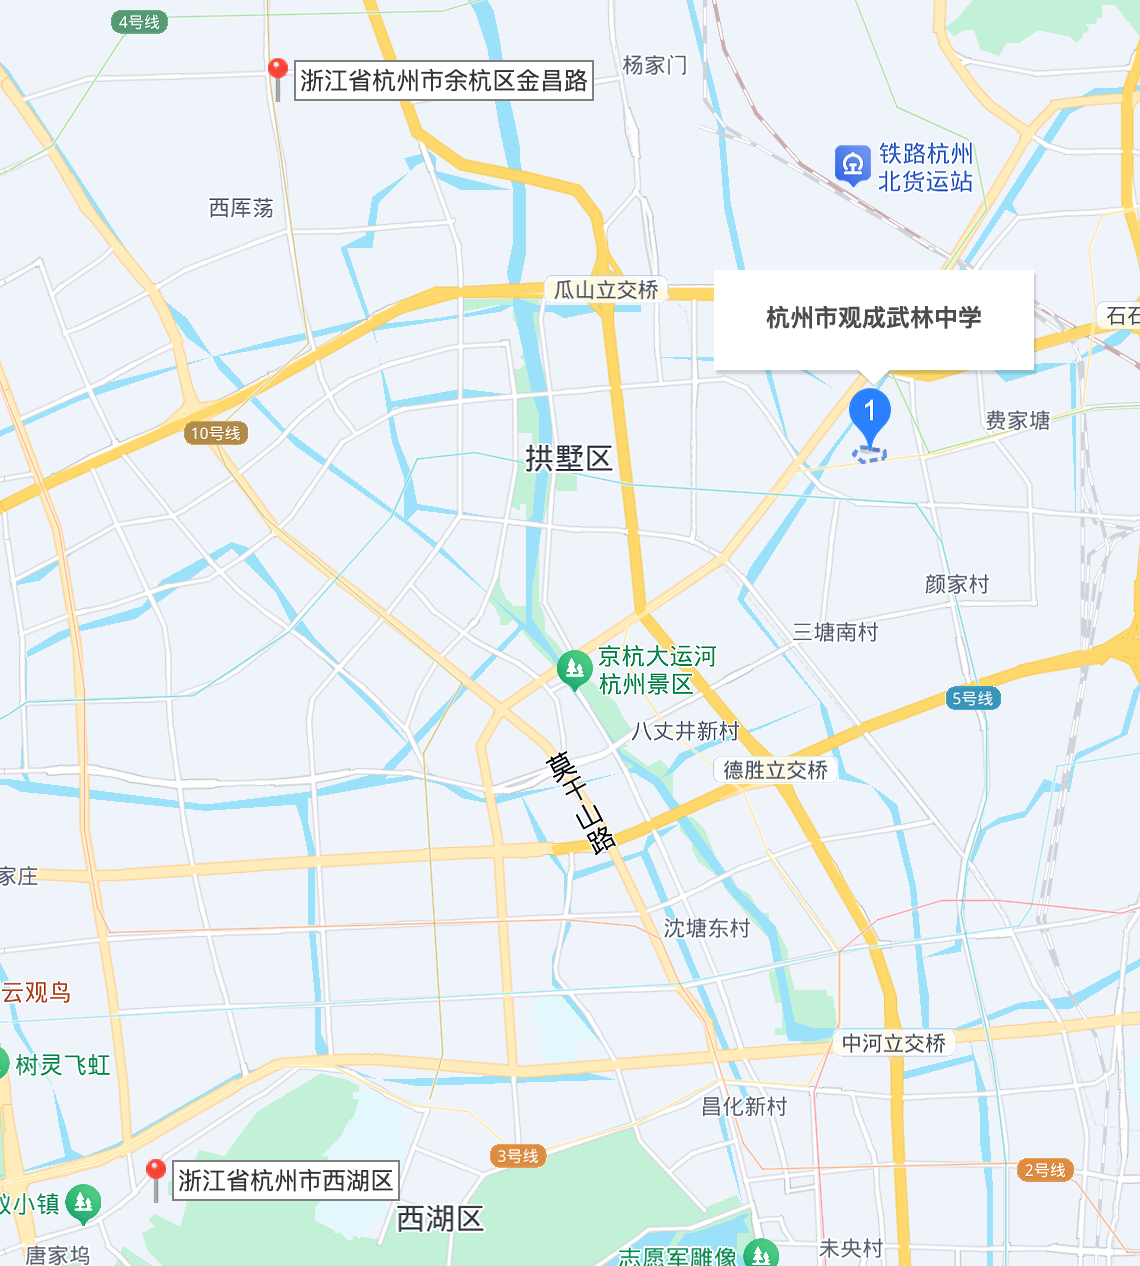 4号线
浙江省杭州市余杭区金昌路
杨家门
铁路杭州
北货运站
西厍荡
瓜山立交桥
杭州市观成武林中学
石石
1
费家塘
10号线
拱墅区
颜家村
三塘南村
京杭大运河
杭州景区
5号线
八丈井新村
德胜立交桥
莫干山路
家庄
沈塘东村
云观鸟
中河立交桥
树灵飞虹
昌化新村
3号线
2号线
浙江省杭州市西湖区
小镇
西湖区
唐家坞
志愿军雕像
未央村